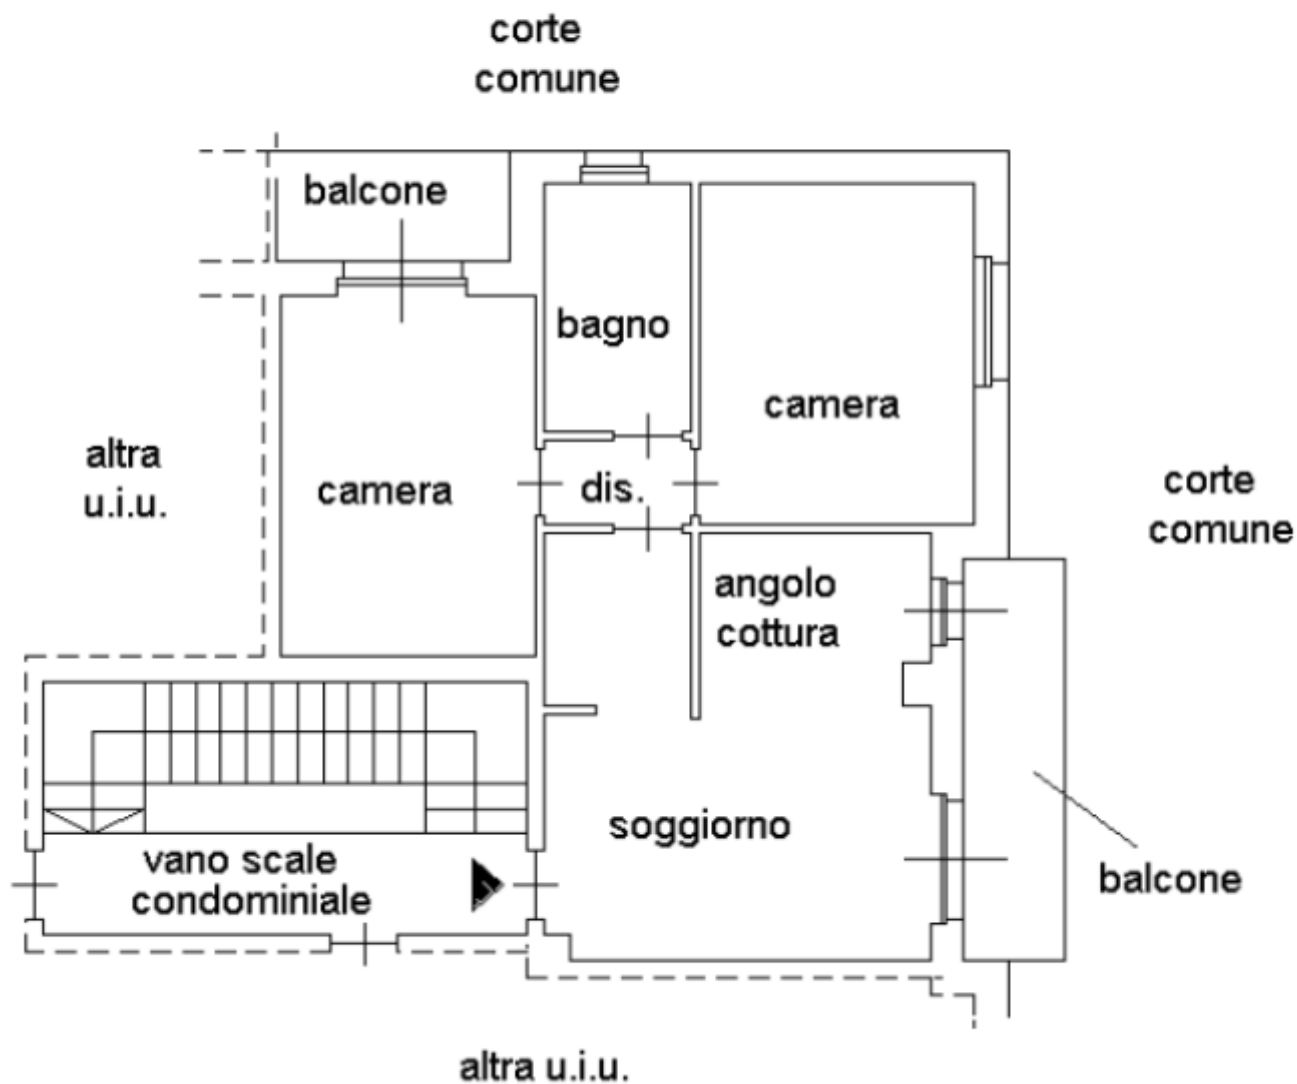 corte
comune
balcone
bagno
camera
altra
u.i.u.
camera
dis.
corte
comune
angolo
cottura
soggiorno
vano scale
condominiale
balcone
altra u.i.u.